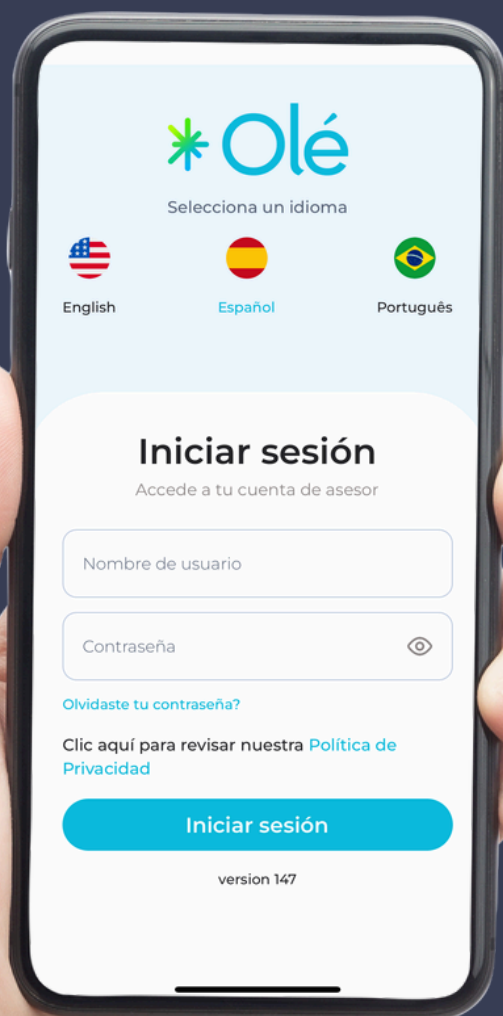 Olé
Selecciona un idioma
English Español Português
Iniciar sesión
Accede a tu cuenta de asesor
Nombre de usuario
Contraseña
Olvidaste tu contraseña?
Clic aquí para revisar nuestra Política de
Privacidad
Iniciar sesión
version 147